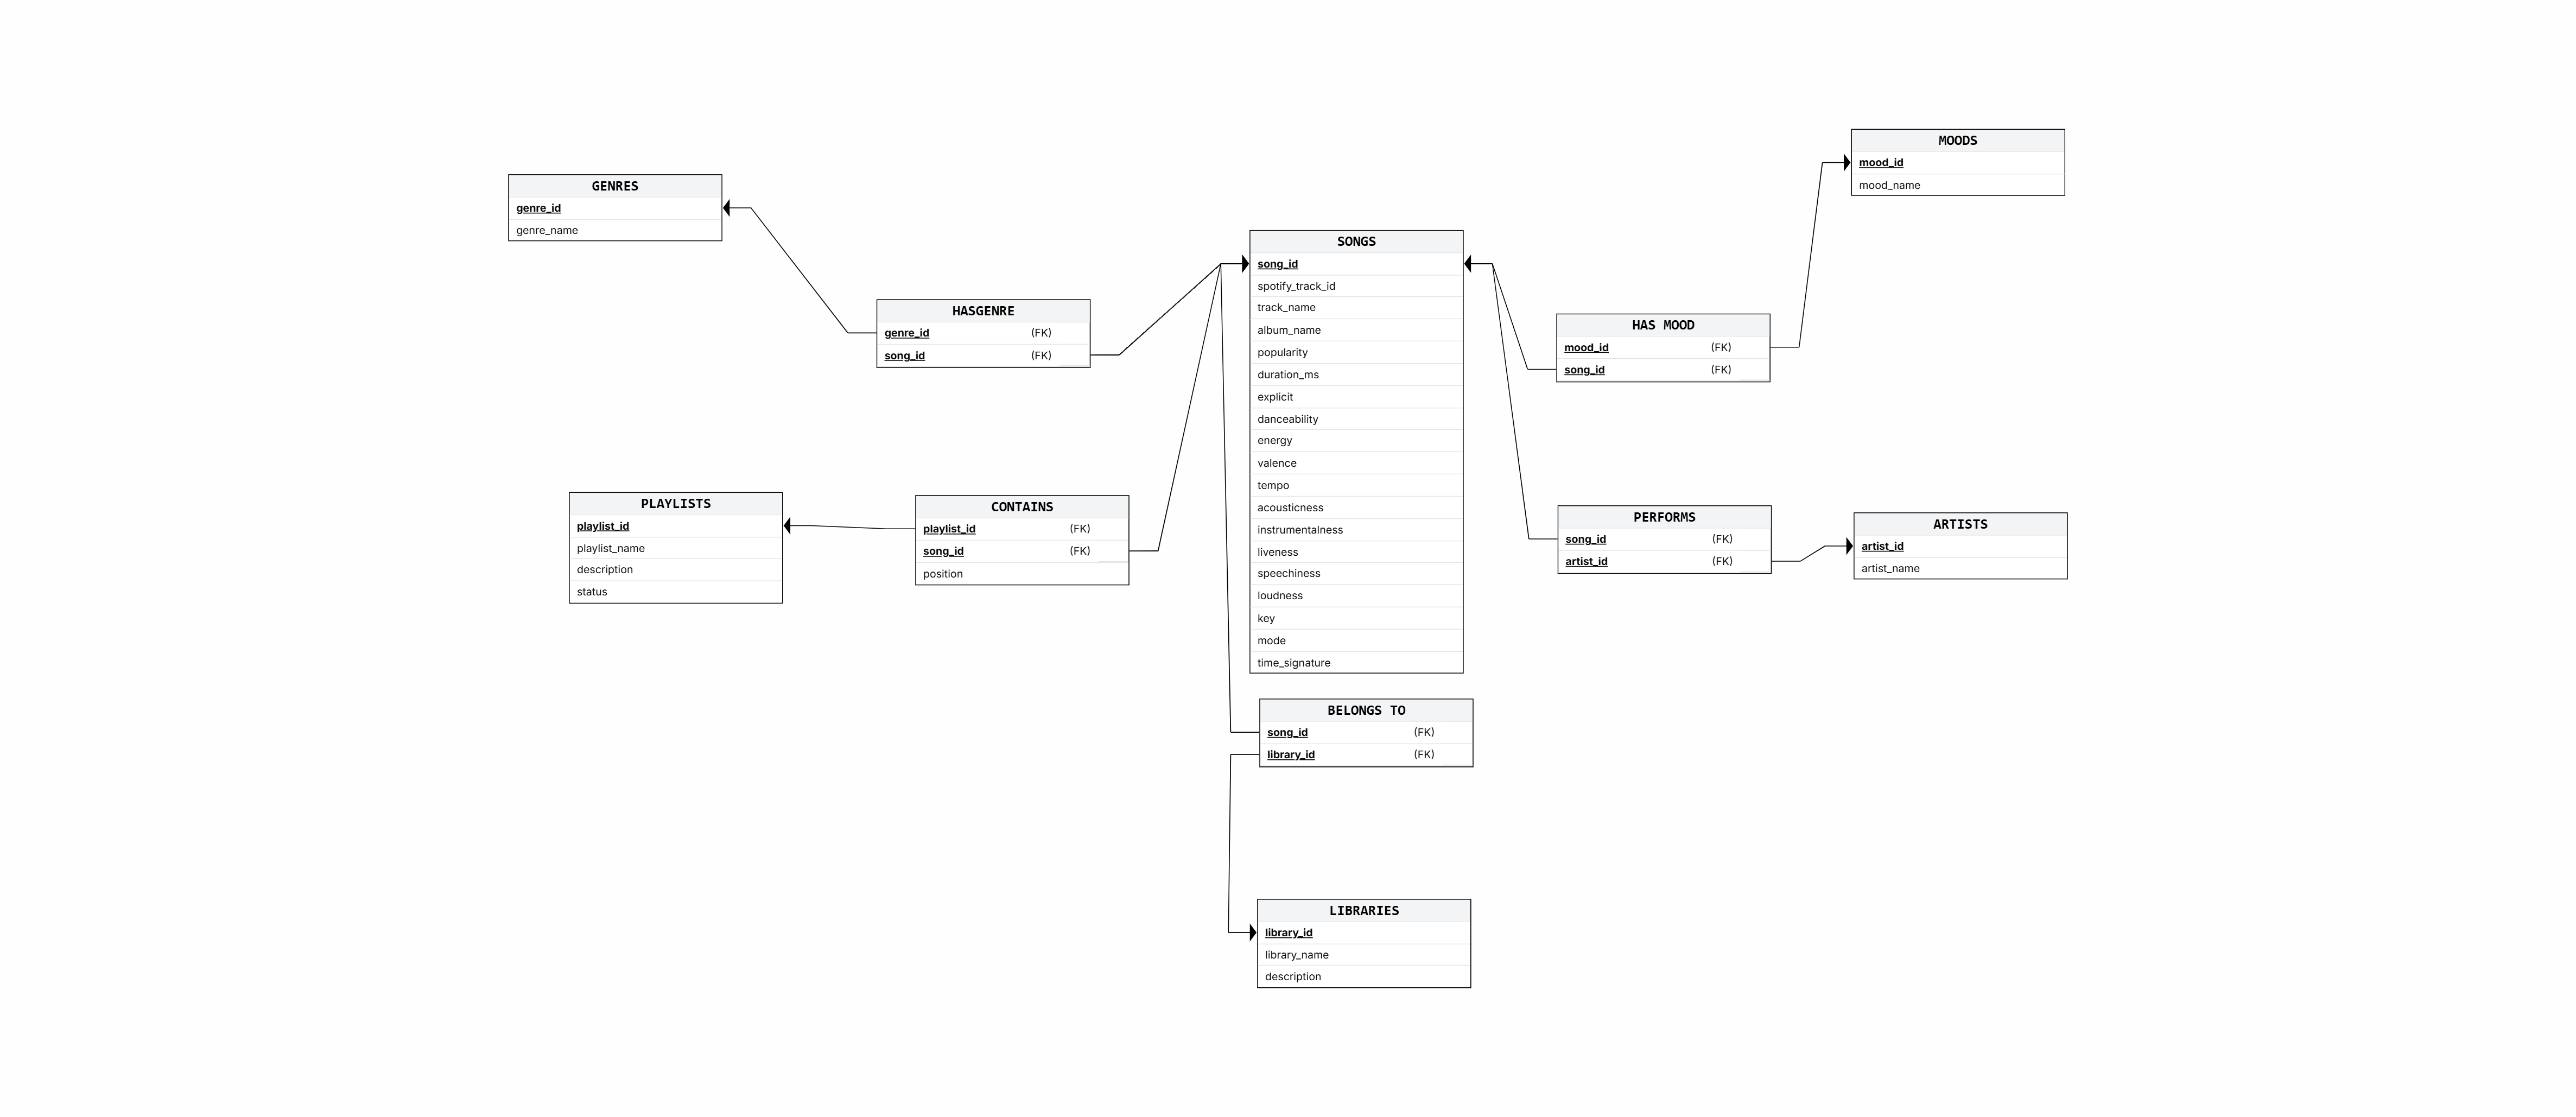 MOODS
mood_id
mood_name
GENRES
genre_id
genre_name
SONGS
song_id
spotify_track_id
track_name
album_name
popularity
duration_ms
explicit
danceability
energy
valence
tempo
acousticness
instrumentalness
liveness
speechiness
loudness
key
mode
time_signature
HASGENRE
genre_id (FK)
song_id (FK)
HAS MOOD
mood_id (FK)
song_id (FK)
PLAYLISTS
playlist_id
playlist_name
description
status
CONTAINS
playlist_id (FK)
song_id (FK)
position
PERFORMS
song_id (FK)
artist_id (FK)
ARTISTS
artist_id
artist_name
BELONGS TO
song_id (FK)
library_id (FK)
LIBRARIES
library_id
library_name
description